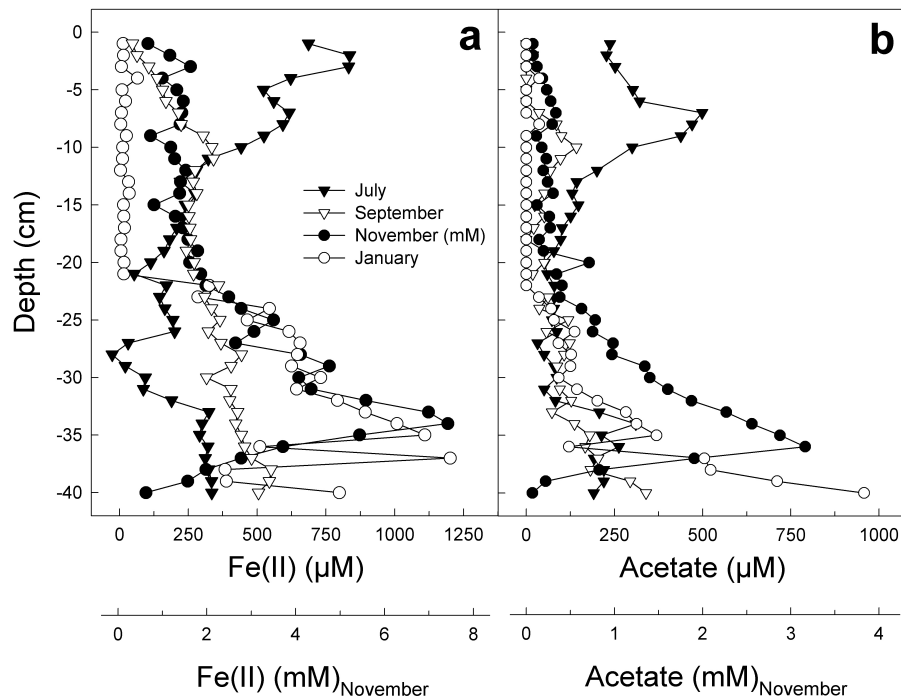 a
b
0
-5
-10
-15
-20
-25
-30
-35
-40
Depth (cm)
July
September
November (mM)
January
0 250 500 750 1000 1250
0 250 500 750 1000
Fe(II) (µM)
Acetate (µM)
0 2 4 6 8
0 1 2 3 4
Fe(II) (mM)November
Acetate (mM)November